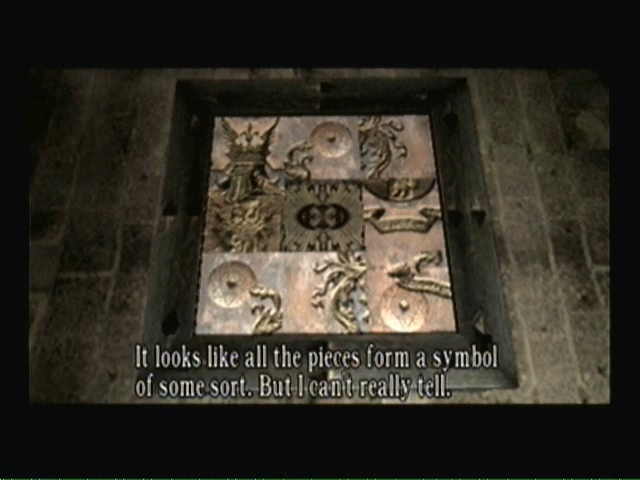 It looks like all the pieces form a symbol
of some sort. But I can't really tell.